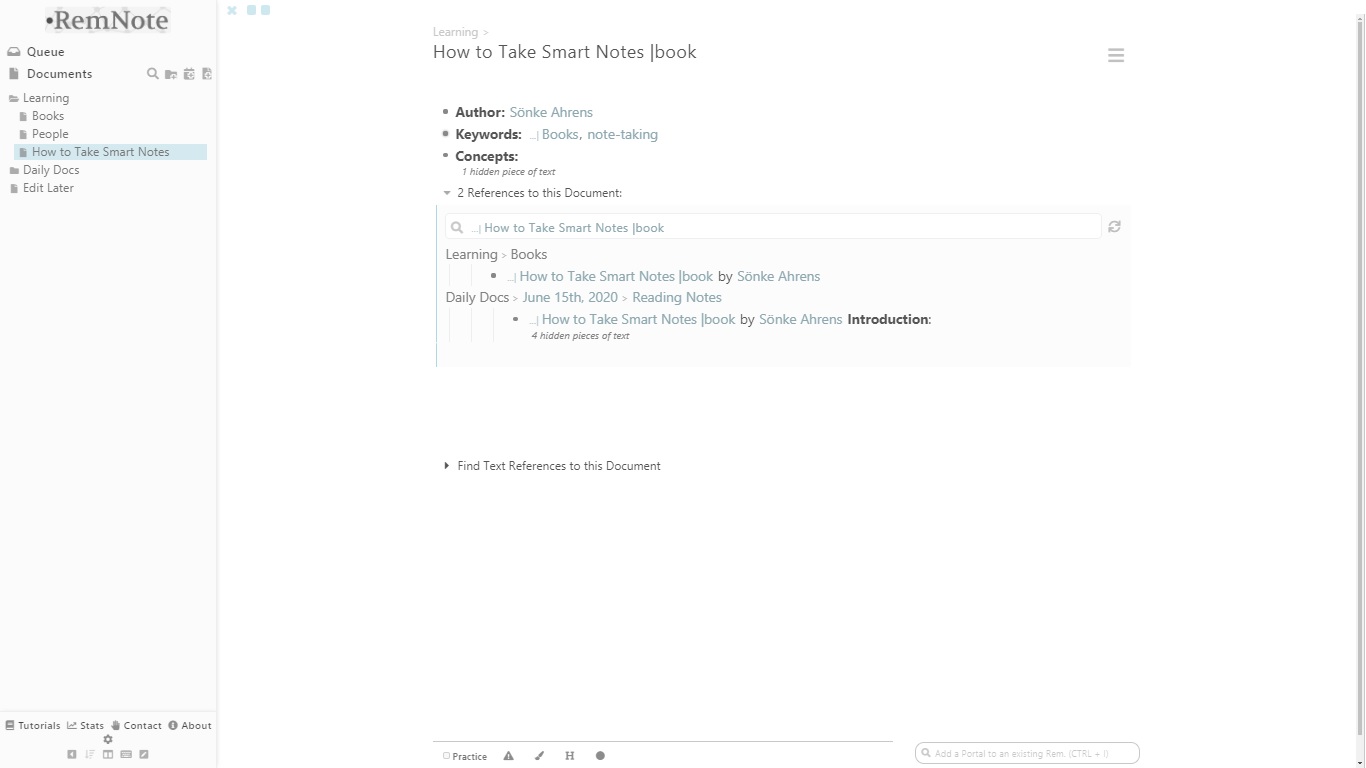 •RemNote
Queue
Documents
Learning
Books
People
How to Take Smart Notes
Daily Docs
Edit Later
Tutorials Stats Contact About
Learning >
How to Take Smart Notes |book
• Author: Sönke Ahrens
• Keywords: ...| Books, note-taking
• Concepts:
1 hidden piece of text
2 References to this Document:
...| How to Take Smart Notes |book
Learning > Books
• ...| How to Take Smart Notes |book by Sönke Ahrens
Daily Docs > June 15th, 2020 > Reading Notes
• ...| How to Take Smart Notes |book by Sönke Ahrens Introduction:
4 hidden pieces of text
Find Text References to this Document
Practice H
Add a Portal to an existing Rem. (CTRL + I)